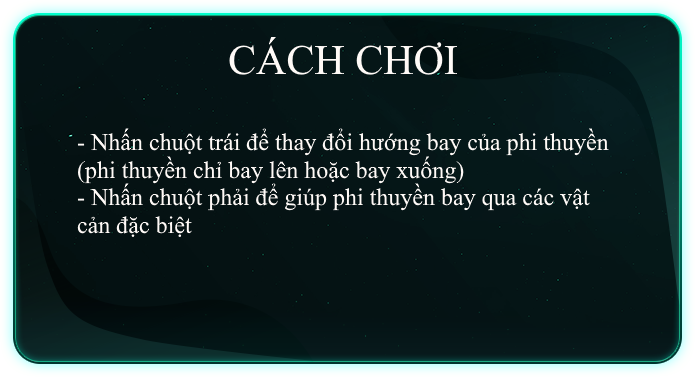 CÁCH CHƠI
- Nhấn chuột trái để thay đổi hướng bay của phi thuyền
(phi thuyền chỉ bay lên hoặc bay xuống)
- Nhấn chuột phải để giúp phi thuyền bay qua các vật
cản đặc biệt